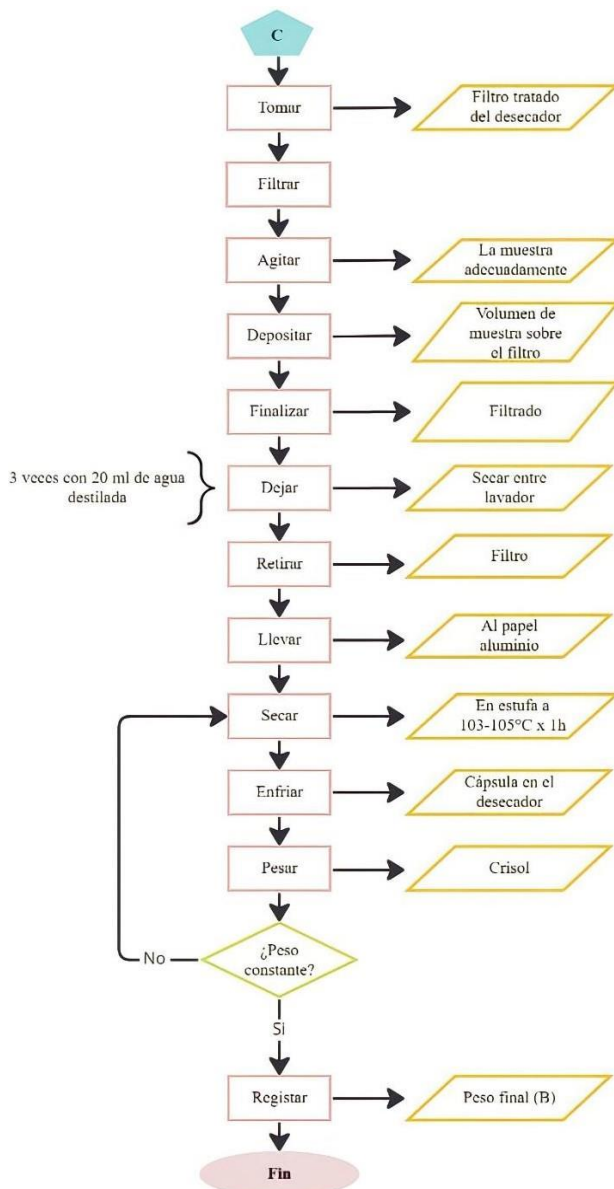 C
Tomar
Filtro tratado
del desecador
Filtrar
Agitar
La muestra
adecuadamente
Depositar
Volumen de
muestra sobre
el filtro
Finalizar
Filtrado
3 veces con 20 ml de agua
destilada
Dejar
Secar entre
lavador
Retirar
Filtro
Llevar
Al papel
aluminio
Secar
En estufa a
103-105°C x 1h
Enfriar
Cápsula en el
desecador
Pesar
Crisol
¿Peso
constante?
No
Si
Registar
Peso final (B)
Fin